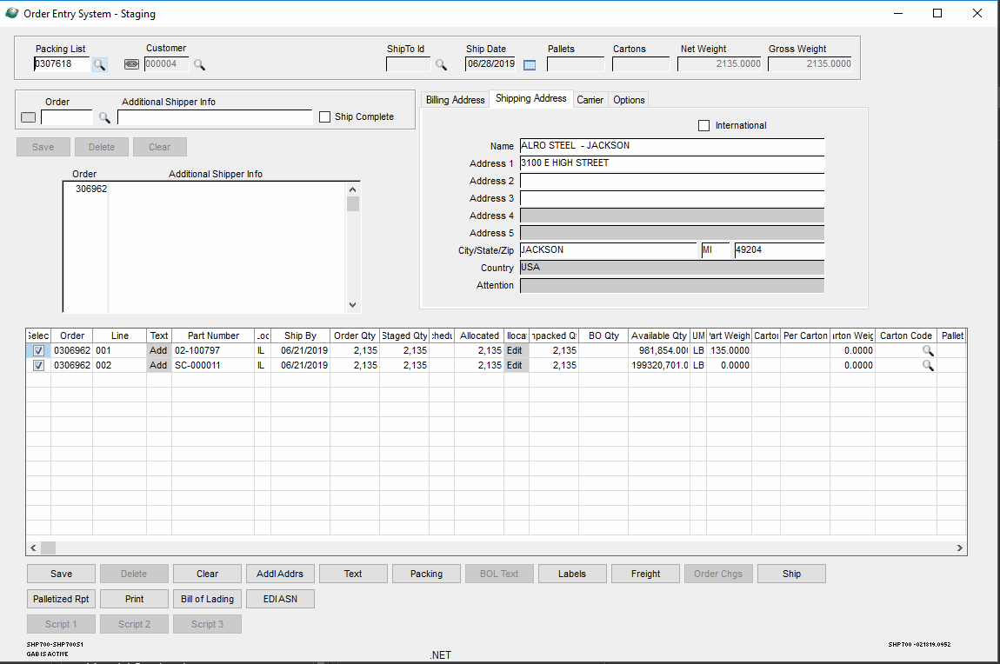 Order Entry System - Staging
Packing List Customer ShipTo Id Ship Date Pallets Cartons Net Weight Gross Weight
0307618 000004 06/28/2019 2135.0000 2135.0000
Order Additional Shipper Info
Ship Complete
Save Delete Clear
Order Additional Shipper Info
306962
Billing Address Shipping Address Carrier Options
International
Name ALRO STEEL - JACKSON
Address 1 3100 E HIGH STREET
Address 2
Address 3
Address 4
Address 5
City/State/Zip JACKSON MI 49204
Country USA
Attention
Selec Order Line Text Part Number Loc Ship By Order Qty Staged Qty chedu Allocated lloca npacked Q BO Qty Available Qty UM art Weigh Carto Per Carton arton Weig Carton Code Pallet
0306962 001 Add 02-100797 IL 06/21/2019 2,135 2,135 2,135 Edit 2,135 981,854.00 LB 135.0000 0.0000
0306962 002 Add SC-000011 IL 06/21/2019 2,135 2,135 2,135 Edit 2,135 199320,701.0 LB 0.0000 0.0000
Save Delete Clear Addl Addrs Text Packing BOL Text Labels Freight Order Chgs Ship
Palletized Rpt Print Bill of Lading EDI ASN
Script 1 Script 2 Script 3
SHP700-SHP700S1
GAB IS ACTIVE
.NET
SHP700 -021819.0952